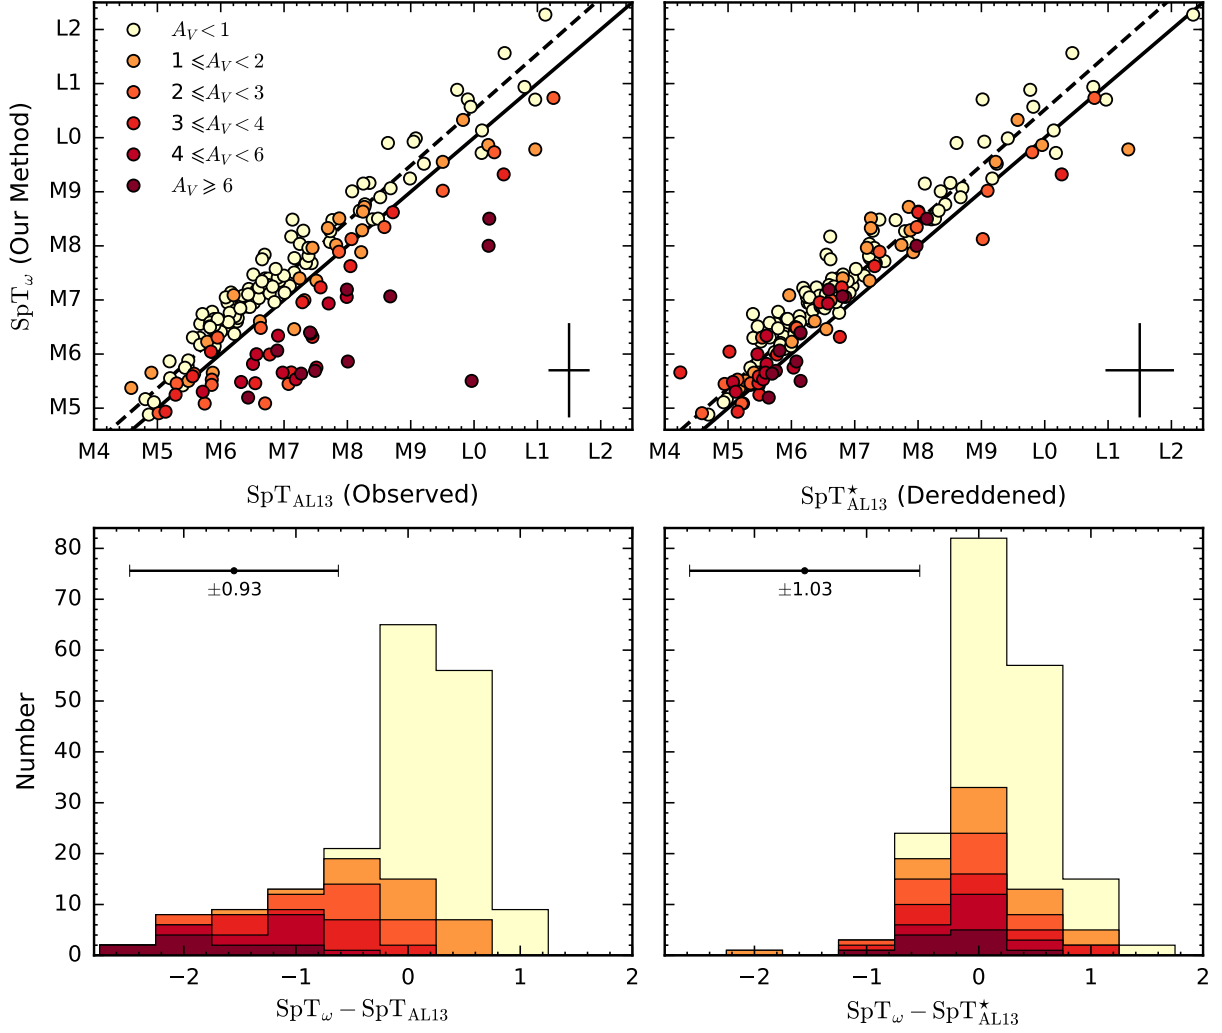 L2
L1
L0
M9
M8
M7
M6
M5
SpT_ω (Our Method)
A_V < 1
1 ⩽ A_V < 2
2 ⩽ A_V < 3
3 ⩽ A_V < 4
4 ⩽ A_V < 6
A_V ⩾ 6
M4 M5 M6 M7 M8 M9 L0 L1 L2
SpT_AL13 (Observed)
M4 M5 M6 M7 M8 M9 L0 L1 L2
SpT*_AL13 (Dereddened)
80
70
60
50
40
30
20
10
0
Number
±0.93
−2 −1 0 1 2
SpT_ω − SpT_AL13
±1.03
−2 −1 0 1 2
SpT_ω − SpT*_AL13